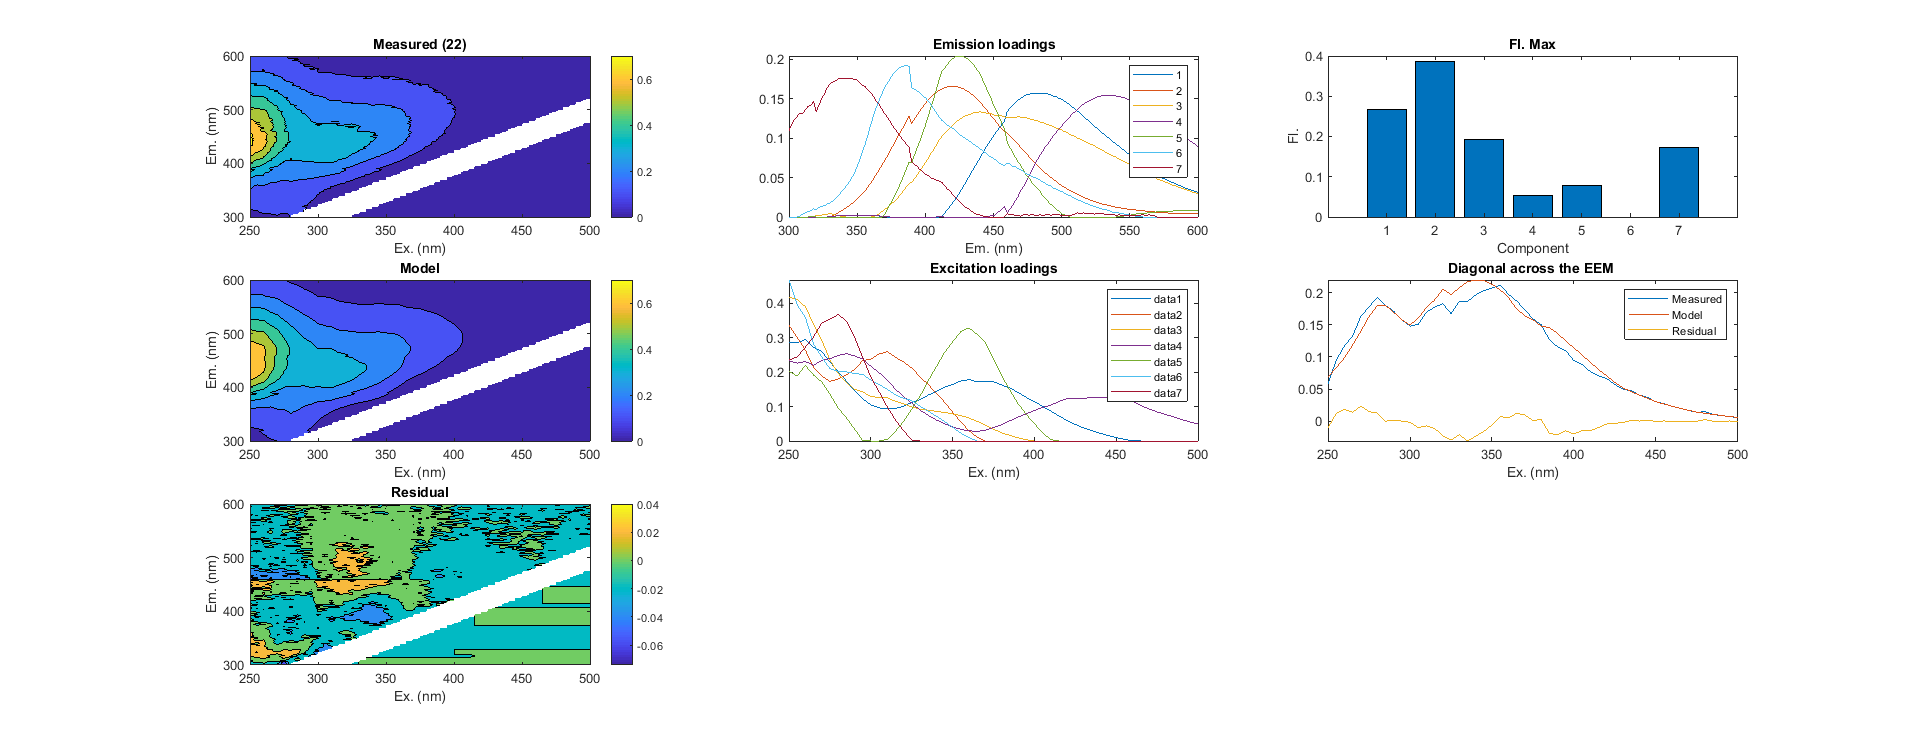 Measured (22)
600
500
400
300
Em. (nm)
250 300 350 400 450 500
Ex. (nm)
0.6
0.4
0.2
0
Emission loadings
0.2
0.15
0.1
0.05
0
300 350 400 450 500 550 600
Em. (nm)
1
2
3
4
5
6
7
Fl. Max
0.4
0.3
0.2
0.1
0
Fl.
1 2 3 4 5 6 7
Component
Model
600
500
400
300
Em. (nm)
250 300 350 400 450 500
Ex. (nm)
0.6
0.4
0.2
0
Excitation loadings
0.4
0.3
0.2
0.1
0
250 300 350 400 450 500
Ex. (nm)
data1
data2
data3
data4
data5
data6
data7
Diagonal across the EEM
0.2
0.15
0.1
0.05
0
250 300 350 400 450 500
Ex. (nm)
Measured
Model
Residual
Residual
600
500
400
300
Em. (nm)
250 300 350 400 450 500
Ex. (nm)
0.04
0.02
0
-0.02
-0.04
-0.06